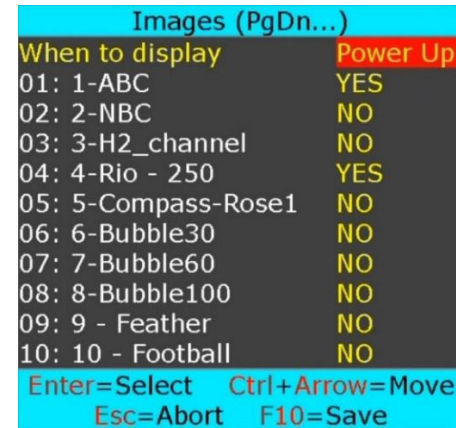 Images (PgDn...)
When to display Power Up
01: 1-ABC YES
02: 2-NBC NO
03: 3-H2_channel NO
04: 4-Rio - 250 YES
05: 5-Compass-Rose1 NO
06: 6-Bubble30 NO
07: 7-Bubble60 NO
08: 8-Bubble100 NO
09: 9 - Feather NO
10: 10 - Football NO
Enter=Select Ctrl+Arrow=Move
Esc=Abort F10=Save